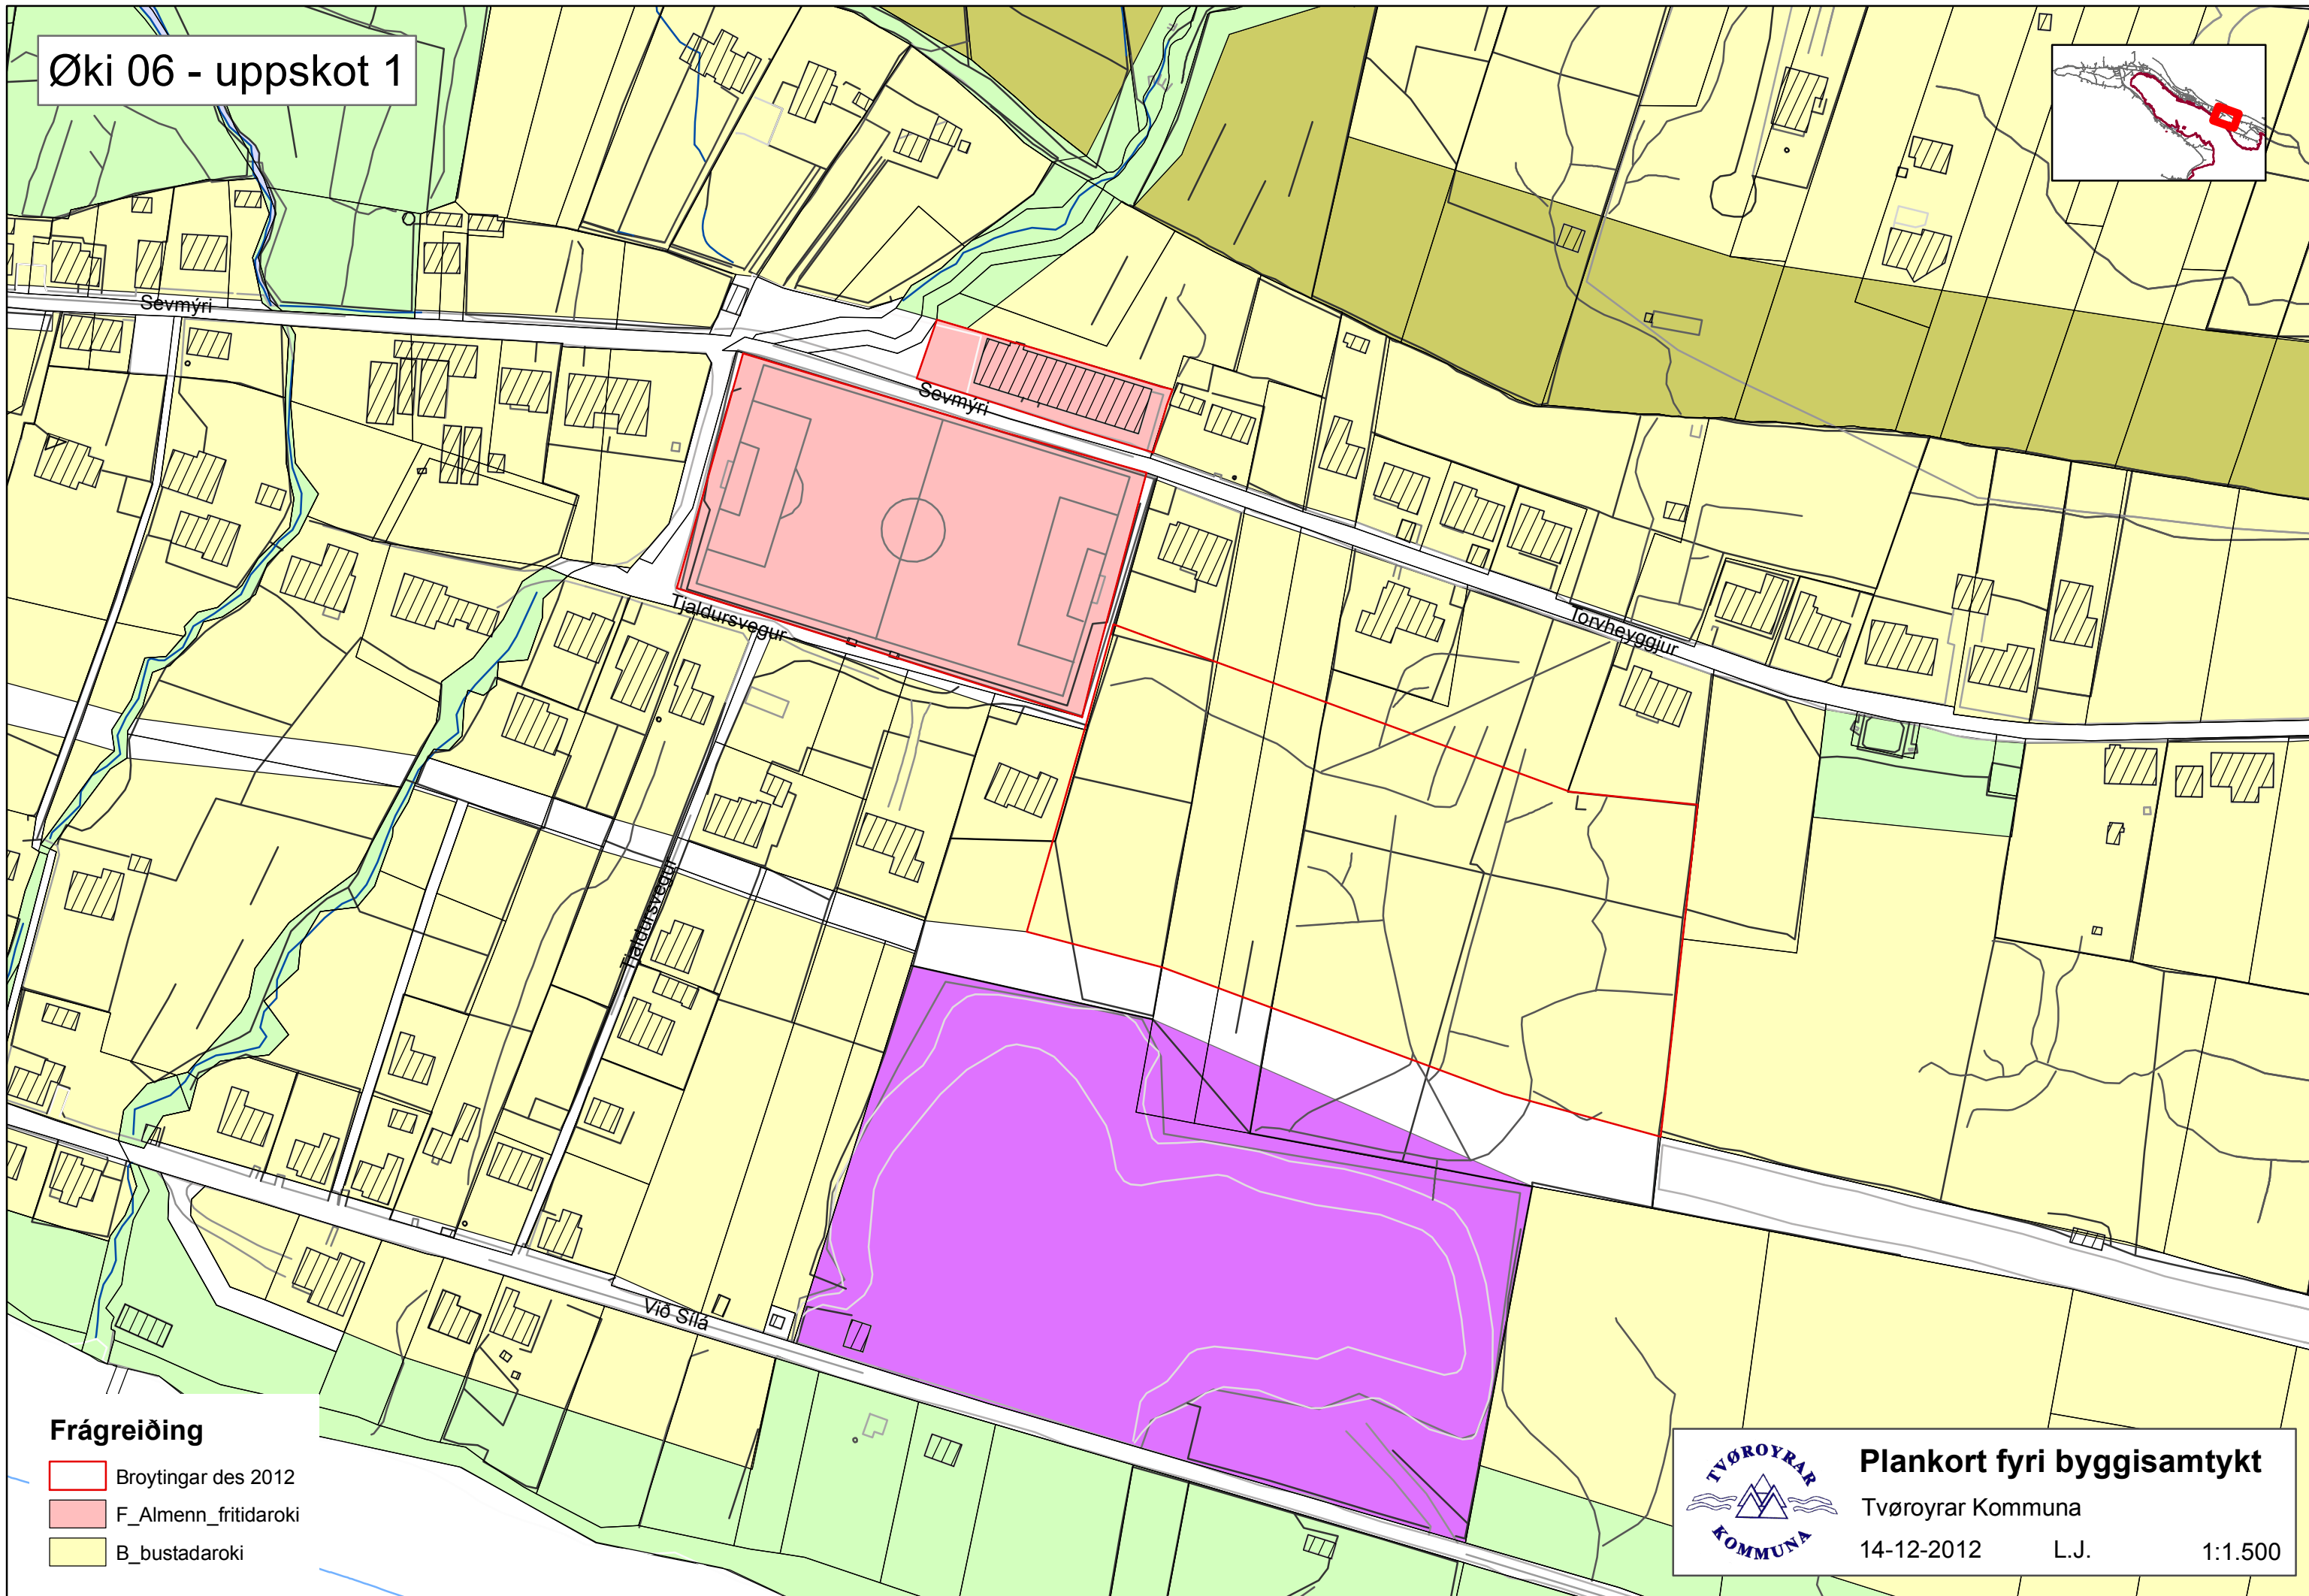 Øki 06 - uppskot 1
Sevmýri
Sevmýri
Tjaldursvegur
Torvheyggjur
Tjaldursvegur
Við Sílá
Frágreiðing
Broytingar des 2012
F_Almenn_fritidaroki
B_bustadaroki
TVØROYRAR
KOMMUNA
Plankort fyri byggisamtykt
Tvøroyrar Kommuna
14-12-2012 L.J. 1:1.500